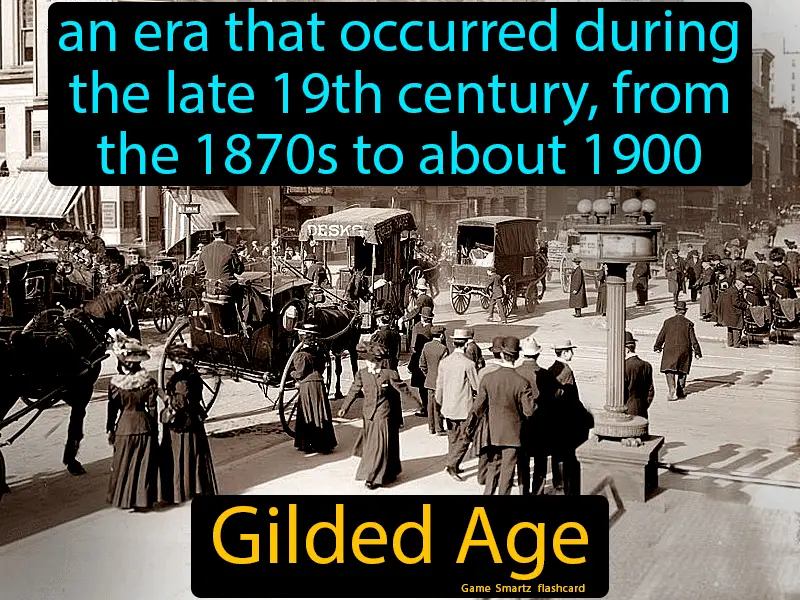 an era that occurred during
the late 19th century, from
the 1870s to about 1900
DESKS
Gilded Age
Game Smartz flashcard